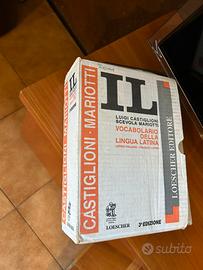 CASTIGLIONI - MARIOTTI
IL
LUIGI CASTIGLIONI
SCEVOLA MARIOTTI
VOCABOLARIO
DELLA
LINGUA LATINA
LOESCHER
3ª EDIZIONE
LOESCHER EDITORE
subito